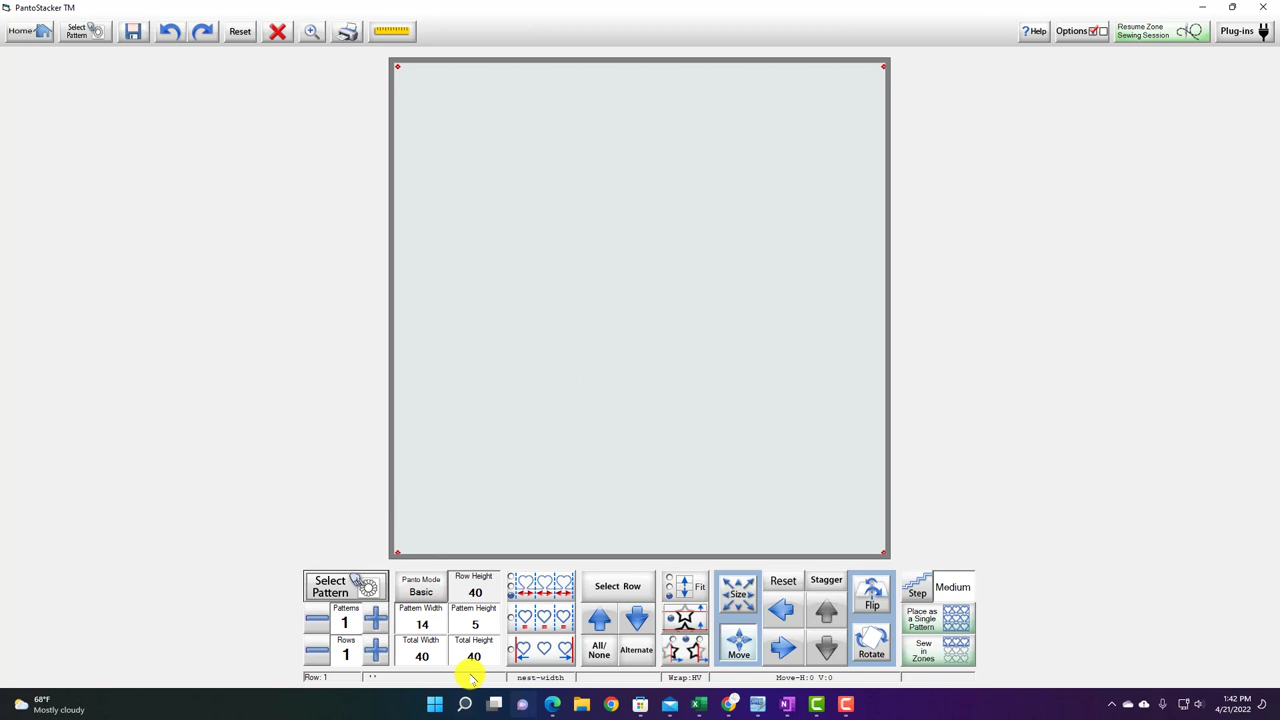 PantoStacker TM
Home
Select
Pattern
Reset
Help
Options
Resume Zone
Sewing Session
Plug-ins
Select
Pattern
Panto Mode
Basic
Row Height
40
Select Row
Fit
Size
Reset
Stagger
Flip
Step
Medium
Patterns
1
Pattern Width
14
Pattern Height
5
Place as
a Single
Pattern
Rows
1
Total Width
40
Total Height
40
All/
None
Alternate
Move
Rotate
Sew
in
Zones
Row:1
''
nest-width
Wrap:HV
Move-H:0 V:0
68°F
Mostly cloudy
1:42 PM
4/21/2022